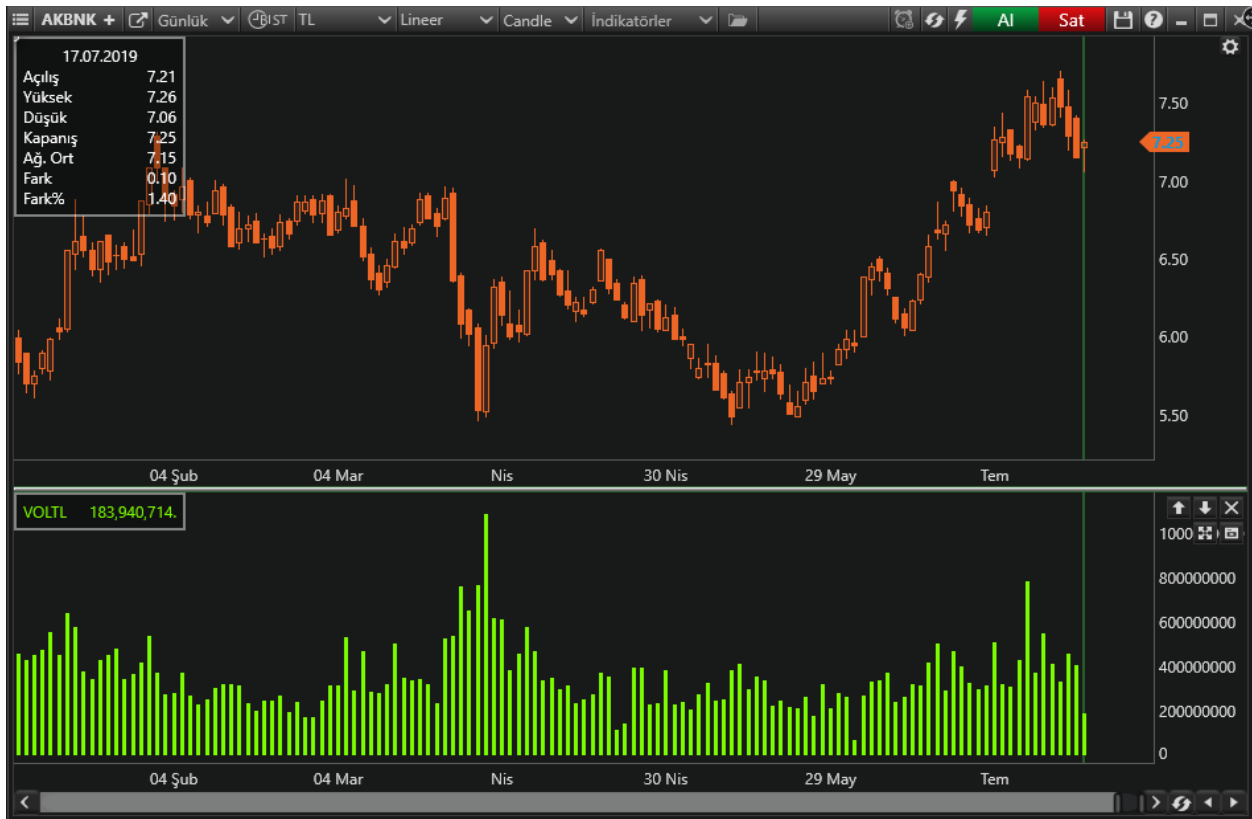 AKBNK + Günlük BIST TL Lineer Candle İndikatörler Al Sat
17.07.2019
Açılış 7.21
Yüksek 7.26
Düşük 7.06
Kapanış 7.25
Ağ. Ort 7.15
Fark 0.10
Fark% 1.40
7.50
7.25
7.00
6.50
6.00
5.50
04 Şub 04 Mar Nis 30 Nis 29 May Tem
VOLTL 183,940,714.
1000
800000000
600000000
400000000
200000000
0
04 Şub 04 Mar Nis 30 Nis 29 May Tem